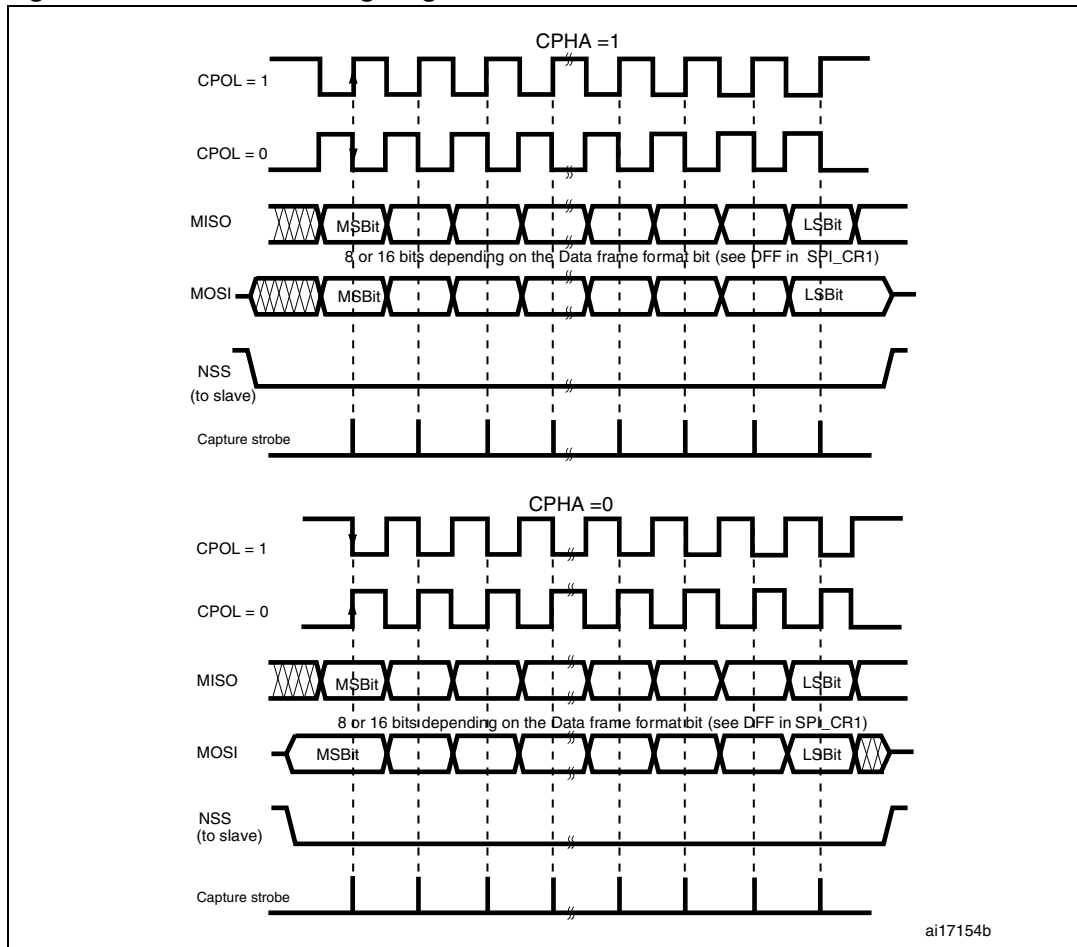 CPHA =1
CPOL = 1
CPOL = 0
MISO
MSBit
LSBit
8 or 16 bits depending on the Data frame format bit (see DFF in SPI_CR1)
MOSI
MSBit
LSBit
NSS
(to slave)
Capture strobe
CPHA =0
CPOL = 1
CPOL = 0
MISO
MSBit
LSBit
8 or 16 bits depending on the Data frame format bit (see DFF in SPI_CR1)
MOSI
MSBit
LSBit
NSS
(to slave)
Capture strobe
ai17154b